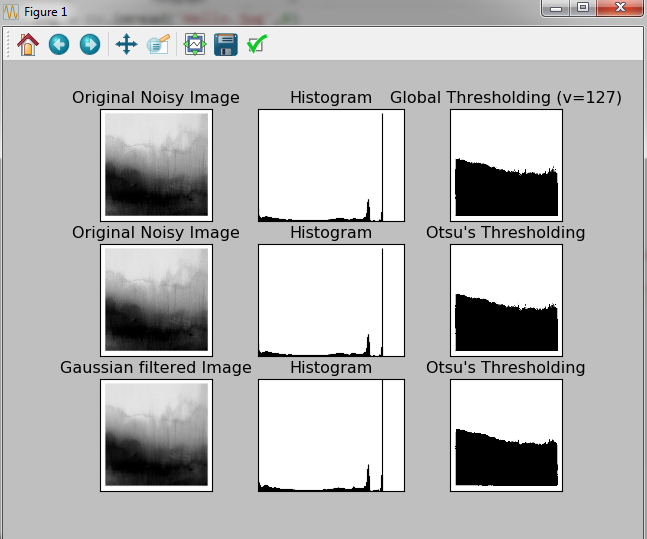 Figure 1
Original Noisy Image
Histogram
Global Thresholding (v=127)
Original Noisy Image
Histogram
Otsu's Thresholding
Gaussian filtered Image
Histogram
Otsu's Thresholding